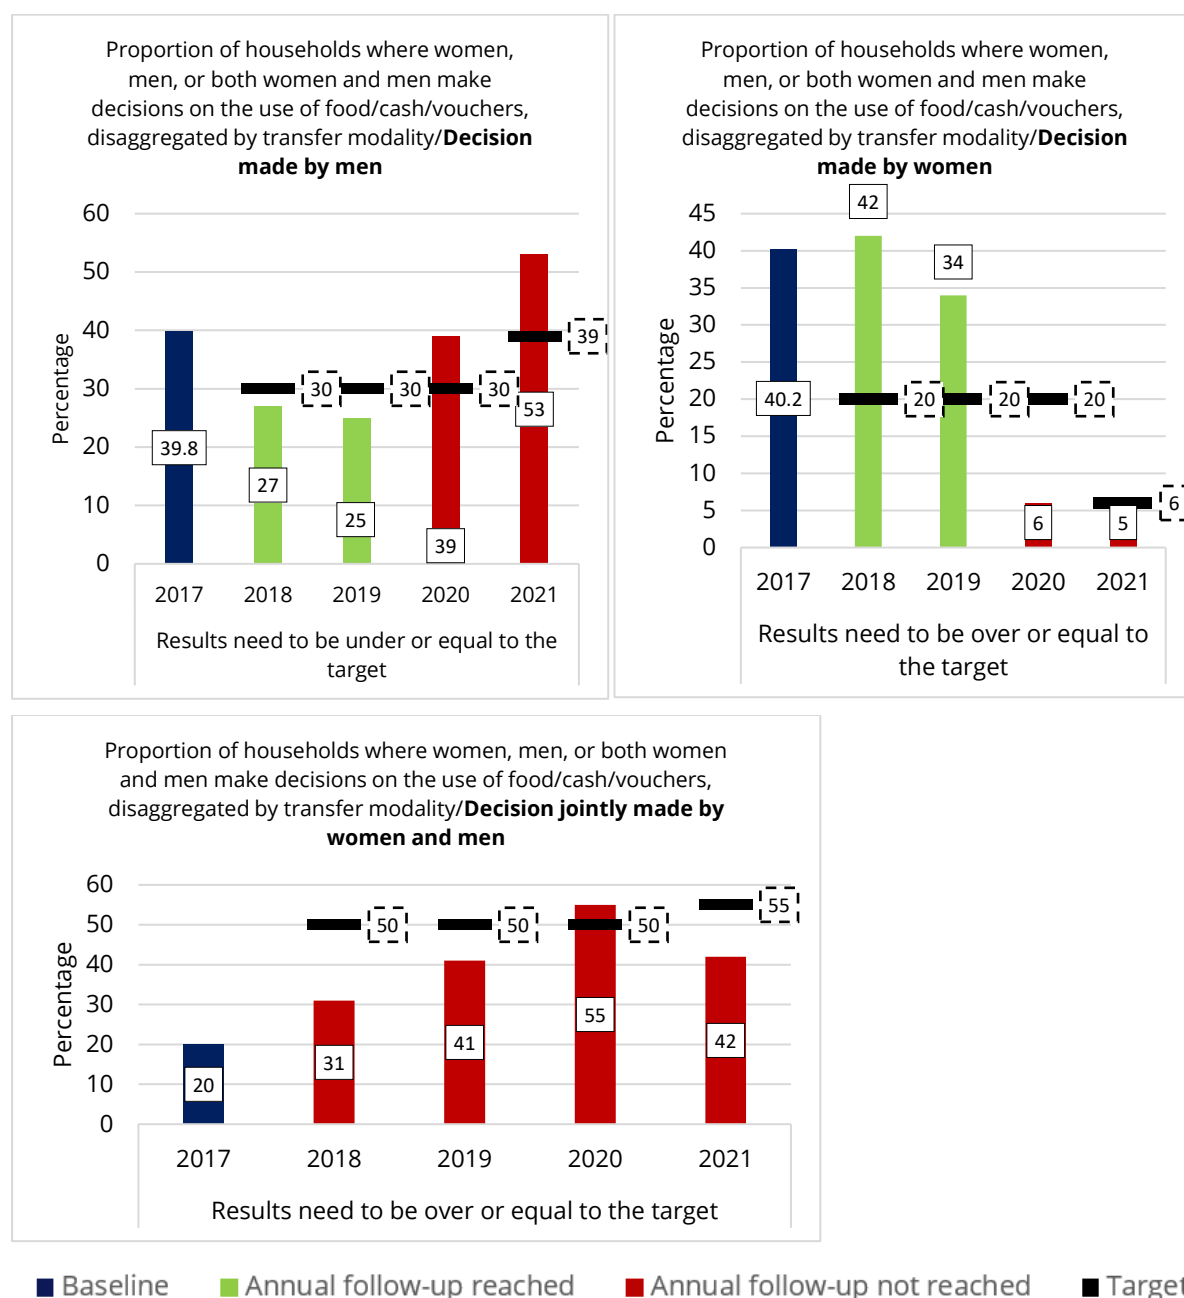 Proportion of households where women,
men, or both women and men make
decisions on the use of food/cash/vouchers,
disaggregated by transfer modality/Decision
made by men
60
50
40
30
20
10
0
Percentage
39.8
27
25
39
53
30
30
30
39
2017
2018
2019
2020
2021
Results need to be under or equal to the
target
Proportion of households where women,
men, or both women and men make
decisions on the use of food/cash/vouchers,
disaggregated by transfer modality/Decision
made by women
45
40
35
30
25
20
15
10
5
0
Percentage
40.2
42
34
6
5
20
20
20
6
2017
2018
2019
2020
2021
Results need to be over or equal to
the target
Proportion of households where women, men, or both women
and men make decisions on the use of food/cash/vouchers,
disaggregated by transfer modality/Decision jointly made by
women and men
60
50
40
30
20
10
0
Percentage
20
31
41
55
42
50
50
50
55
2017
2018
2019
2020
2021
Results need to be over or equal to the target
Baseline
Annual follow-up reached
Annual follow-up not reached
Target